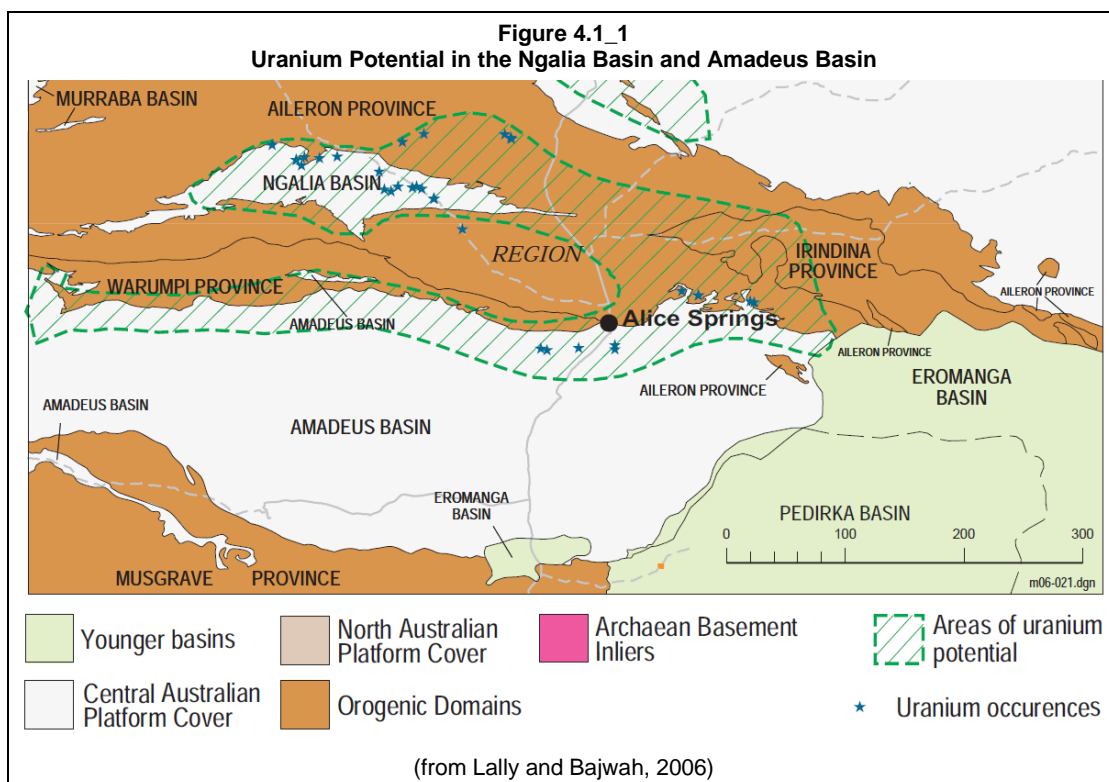 Figure 4.1_1
Uranium Potential in the Ngalia Basin and Amadeus Basin
MURRABA BASIN
AILERON PROVINCE
NGALIA BASIN
REGION
IRINDINA
PROVINCE
WARUMPI PROVINCE
AMADEUS BASIN
Alice Springs
AILERON
PROVINCE
AILERON PROVINCE
AILERON PROVINCE
EROMANGA
BASIN
AMADEUS BASIN
AMADEUS BASIN
EROMANGA
BASIN
PEDIRKA BASIN
0 100 200 300
MUSGRAVE PROVINCE
m06-021.dgn
Younger basins
North Australian
Platform Cover
Archaean Basement
Inliers
Areas of uranium
potential
Central Australian
Platform Cover
Orogenic Domains
Uranium occurences
(from Lally and Bajwah, 2006)